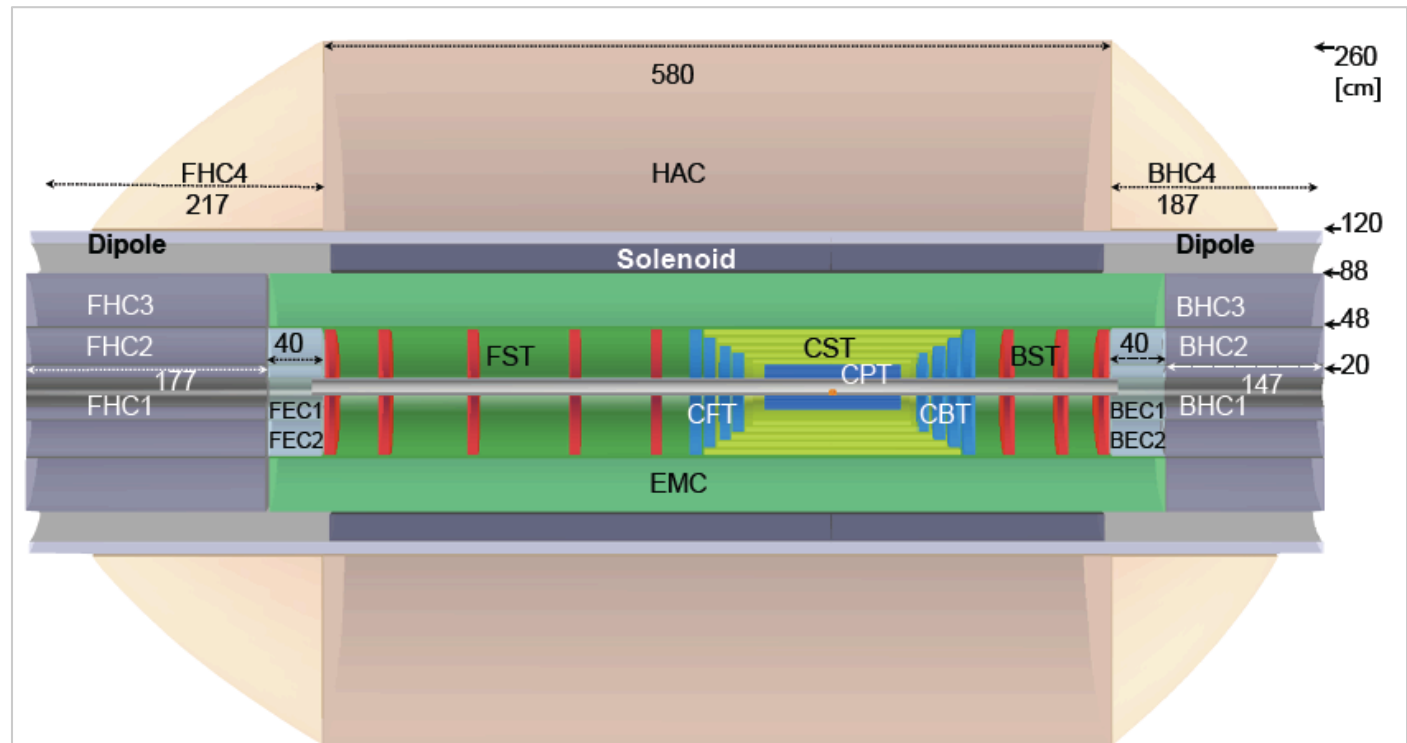 580
260
[cm]
FHC4
217
HAC
BHC4
187
120
Dipole
Dipole
Solenoid
88
FHC3
BHC3
48
FHC2
40
FST
CST
BST
40
BHC2
20
177
CPT
147
FHC1
FEC1
CFT
CBT
BEC1
BHC1
FEC2
BEC2
EMC